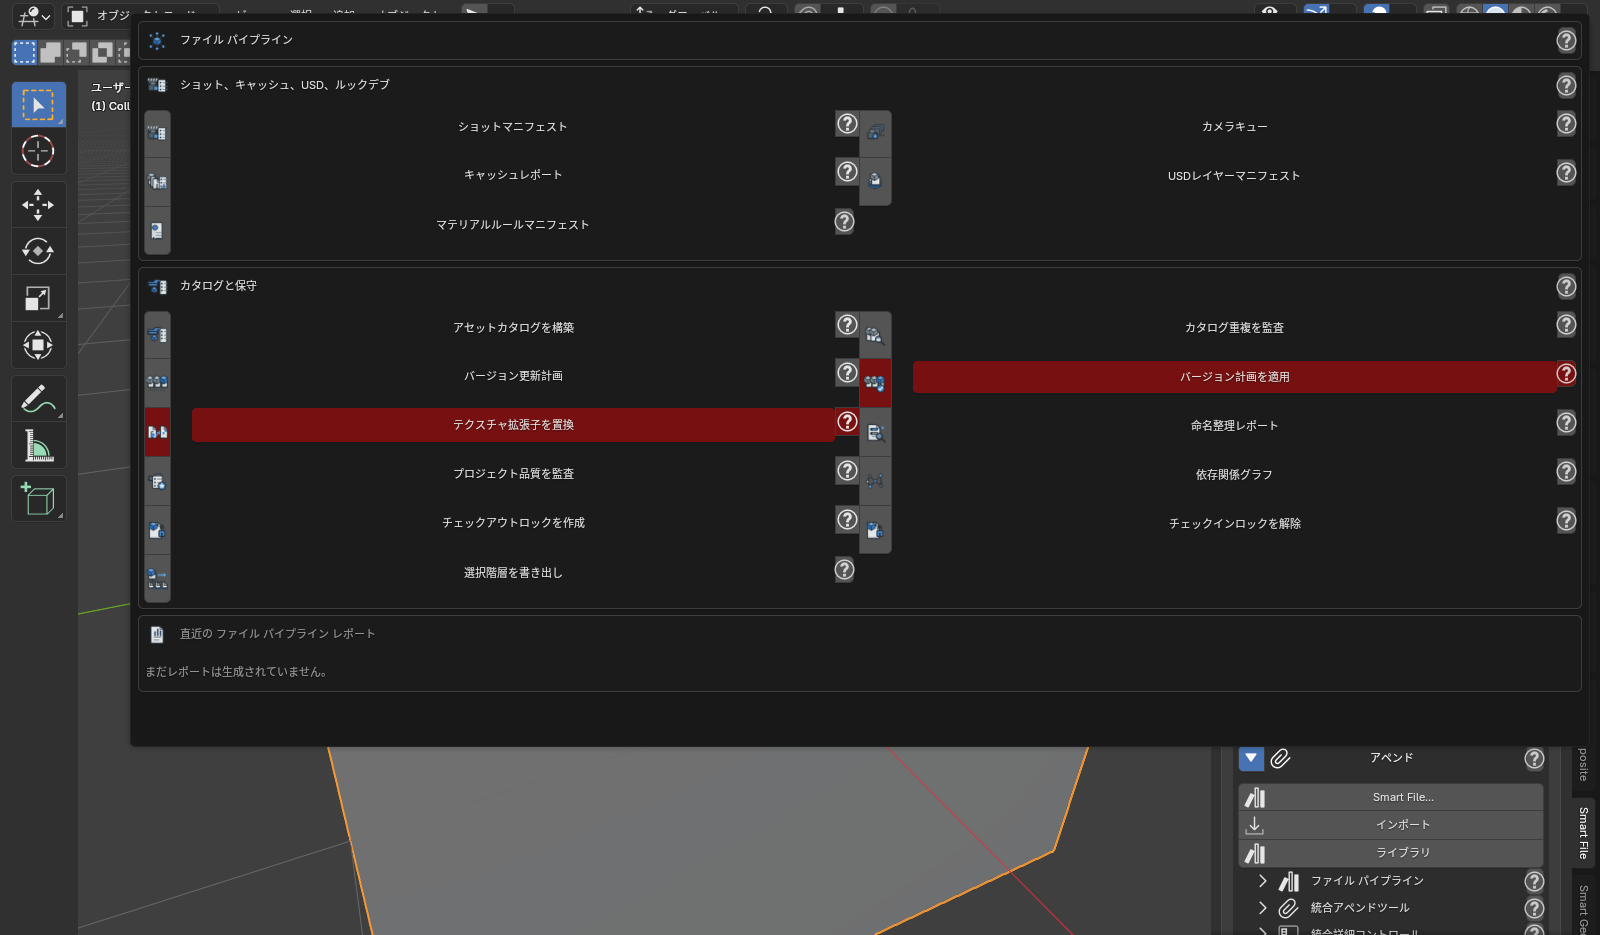 ユーザー
(1) Coll
ファイル パイプライン
ショット、キャッシュ、USD、ルックデブ
ショットマニフェスト
カメラキュー
キャッシュレポート
USDレイヤーマニフェスト
マテリアルルールマニフェスト
カタログと保守
アセットカタログを構築
カタログ重複を監査
バージョン更新計画
バージョン計画を適用
テクスチャ拡張子を置換
命名整理レポート
プロジェクト品質を監査
依存関係グラフ
チェックアウトロックを作成
チェックインロックを解除
選択階層を書き出し
直近の ファイル パイプライン レポート
まだレポートは生成されていません。
アペンド
Smart File...
インポート
ライブラリ
ファイル パイプライン
統合アペンドツール
統合詳細コントロール
posite
Smart File
Smart Ge